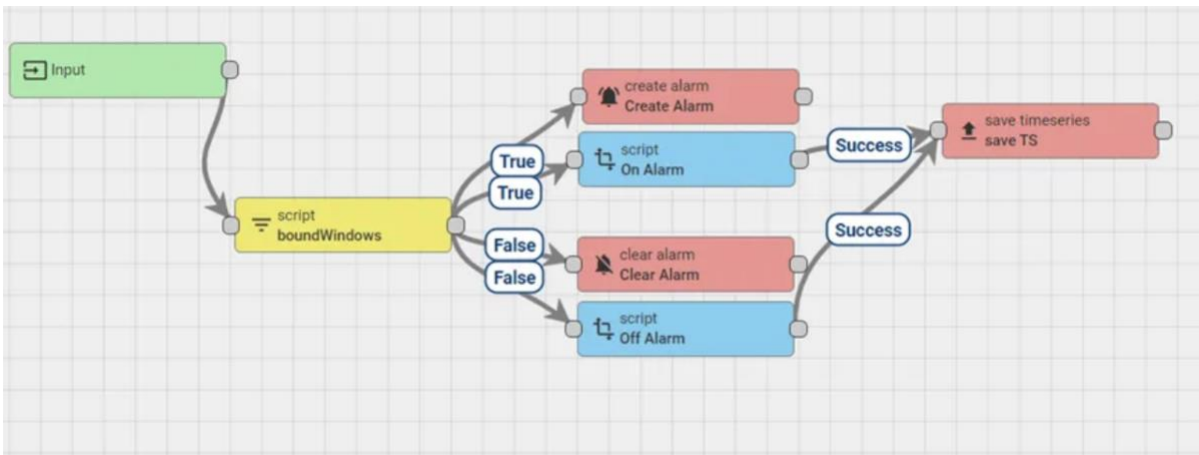 Input
script
boundWindows
True
True
False
False
create alarm
Create Alarm
script
On Alarm
clear alarm
Clear Alarm
script
Off Alarm
Success
Success
save timeseries
save TS